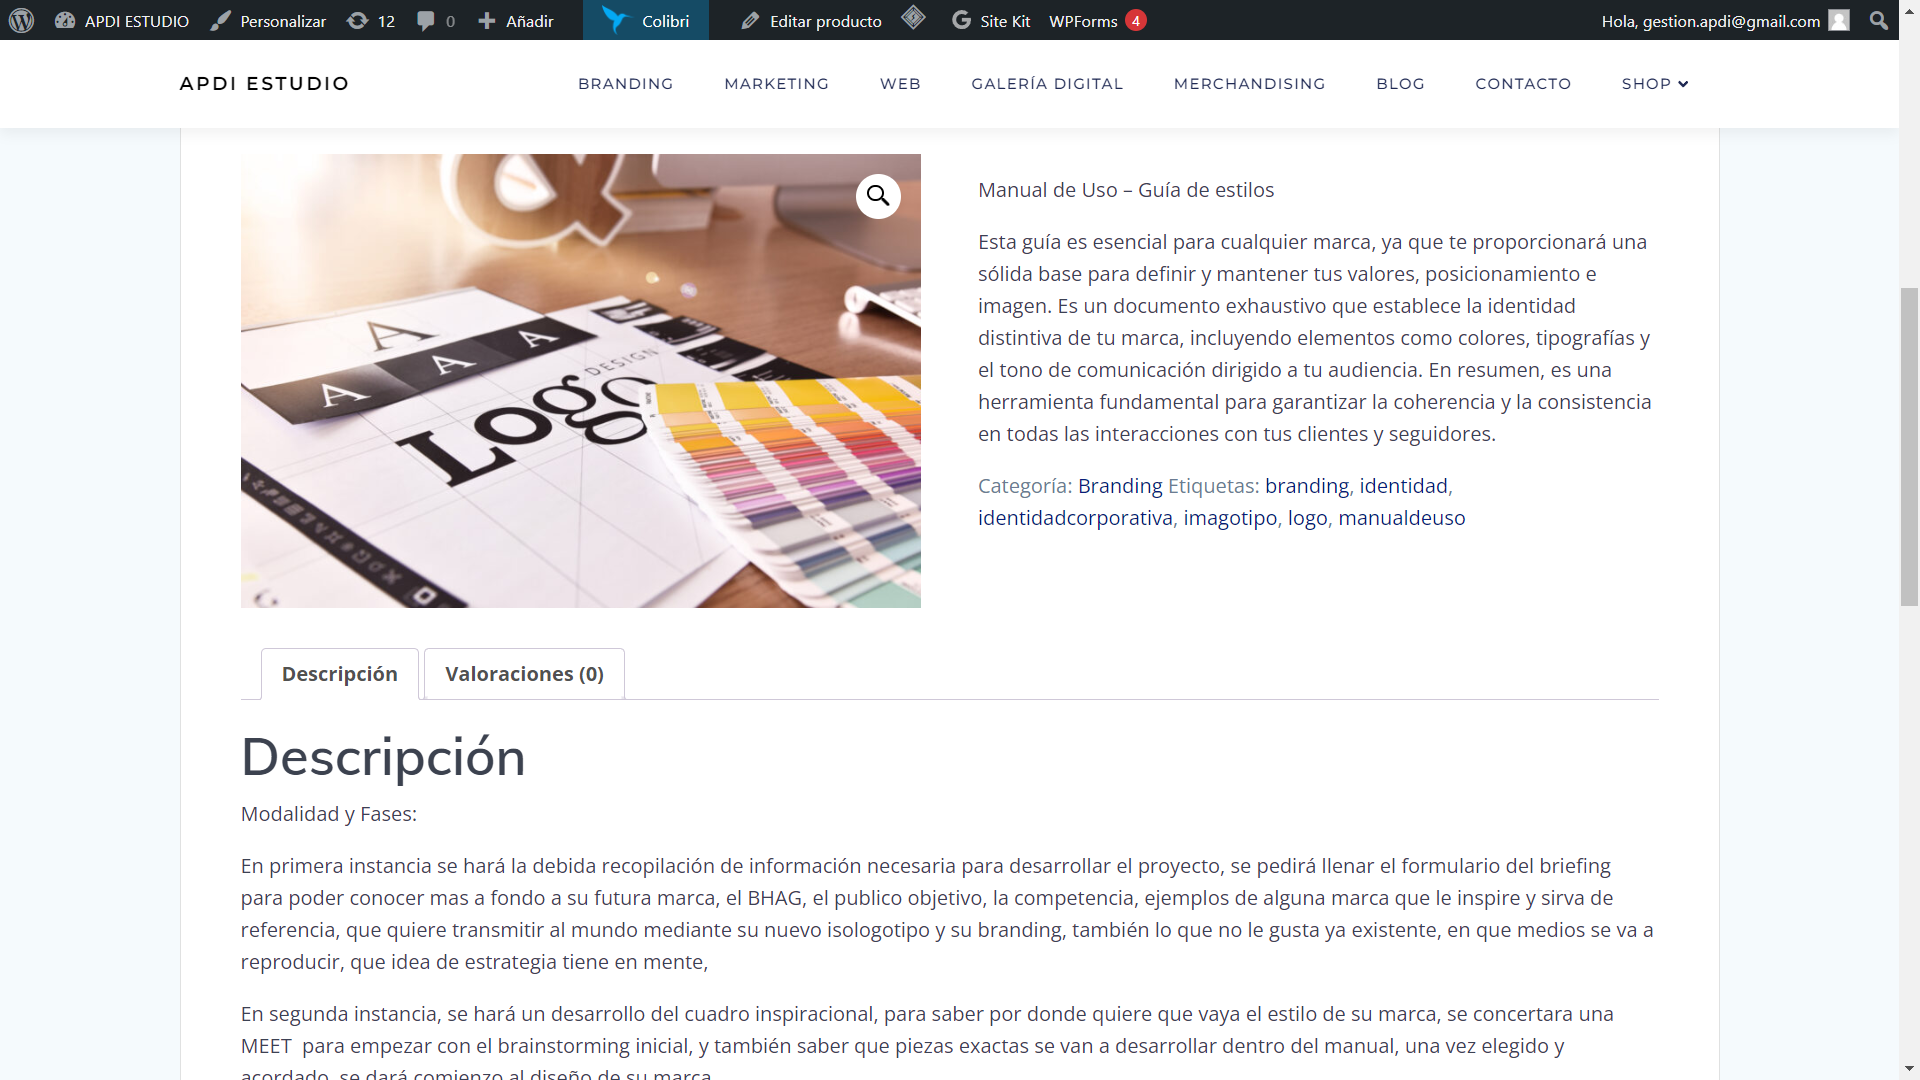 APDI ESTUDIO Personalizar 12 0 Añadir Colibri Editar producto Site Kit WPForms 4 Hola, gestion.apdi@gmail.com
APDI ESTUDIO BRANDING MARKETING WEB GALERÍA DIGITAL MERCHANDISING BLOG CONTACTO SHOP
&
A
A A A
DESIGN
Logo
Manual de Uso – Guía de estilos
Esta guía es esencial para cualquier marca, ya que te proporcionará una
sólida base para definir y mantener tus valores, posicionamiento e
imagen. Es un documento exhaustivo que establece la identidad
distintiva de tu marca, incluyendo elementos como colores, tipografías y
el tono de comunicación dirigido a tu audiencia. En resumen, es una
herramienta fundamental para garantizar la coherencia y la consistencia
en todas las interacciones con tus clientes y seguidores.
Categoría: Branding Etiquetas: branding, identidad,
identidadcorporativa, imagotipo, logo, manualdeuso
Descripción Valoraciones (0)
Descripción
Modalidad y Fases:
En primera instancia se hará la debida recopilación de información necesaria para desarrollar el proyecto, se pedirá llenar el formulario del briefing
para poder conocer mas a fondo a su futura marca, el BHAG, el publico objetivo, la competencia, ejemplos de alguna marca que le inspire y sirva de
referencia, que quiere transmitir al mundo mediante su nuevo isologotipo y su branding, también lo que no le gusta ya existente, en que medios se va a
reproducir, que idea de estrategia tiene en mente,
En segunda instancia, se hará un desarrollo del cuadro inspiracional, para saber por donde quiere que vaya el estilo de su marca, se concertara una
MEET para empezar con el brainstorming inicial, y también saber que piezas exactas se van a desarrollar dentro del manual, una vez elegido y
acordado, se dará comienzo al diseño de su marca